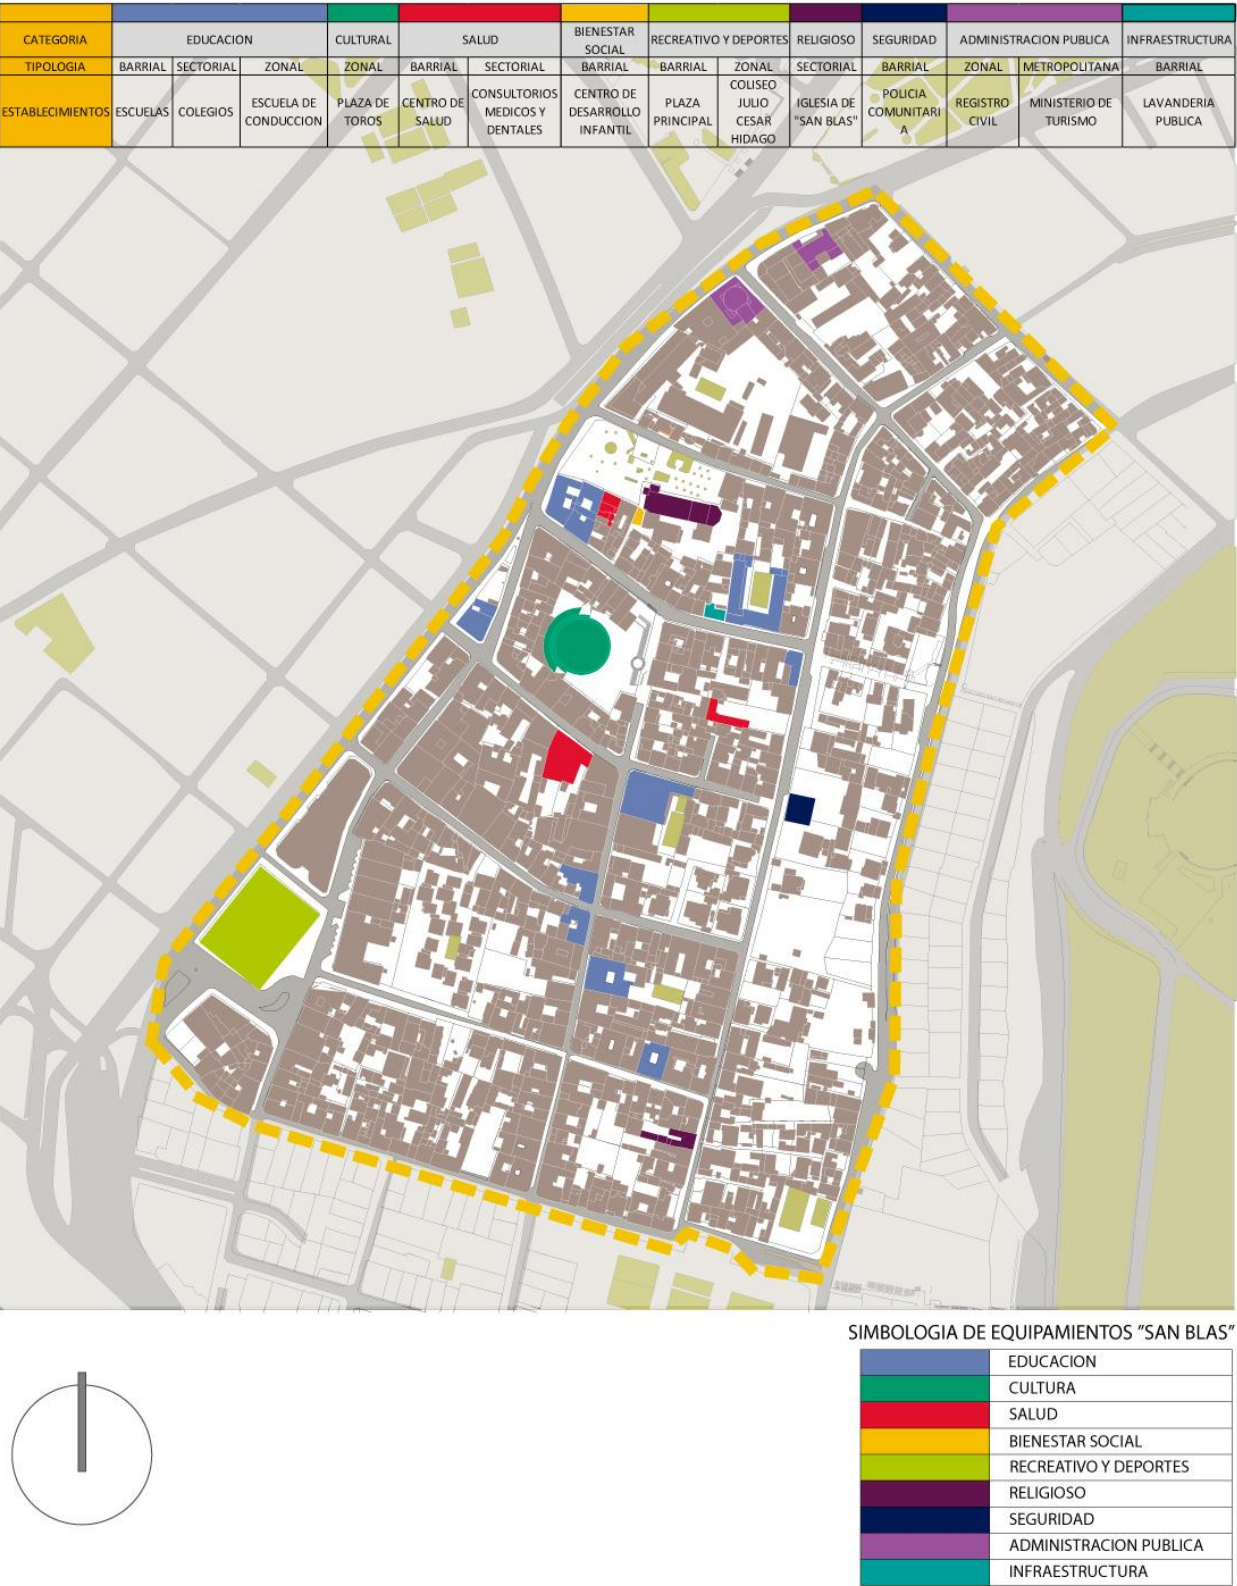 CATEGORIA EDUCACION CULTURAL SALUD BIENESTAR SOCIAL RECREATIVO Y DEPORTES RELIGIOSO SEGURIDAD ADMINISTRACION PUBLICA INFRAESTRUCTURA
TIPOLOGIA BARRIAL SECTORIAL ZONAL ZONAL BARRIAL SECTORIAL BARRIAL BARRIAL ZONAL SECTORIAL BARRIAL ZONAL METROPOLITANA BARRIAL
ESTABLECIMIENTOS ESCUELAS COLEGIOS ESCUELA DE CONDUCCION PLAZA DE TOROS CENTRO DE SALUD CONSULTORIOS MEDICOS Y DENTALES CENTRO DE DESARROLLO INFANTIL PLAZA PRINCIPAL COLISEO JULIO CESAR HIDAGO IGLESIA DE "SAN BLAS" POLICIA COMUNITARIA REGISTRO CIVIL MINISTERIO DE TURISMO LAVANDERIA PUBLICA
SIMBOLOGIA DE EQUIPAMIENTOS "SAN BLAS"
EDUCACION
CULTURA
SALUD
BIENESTAR SOCIAL
RECREATIVO Y DEPORTES
RELIGIOSO
SEGURIDAD
ADMINISTRACION PUBLICA
INFRAESTRUCTURA